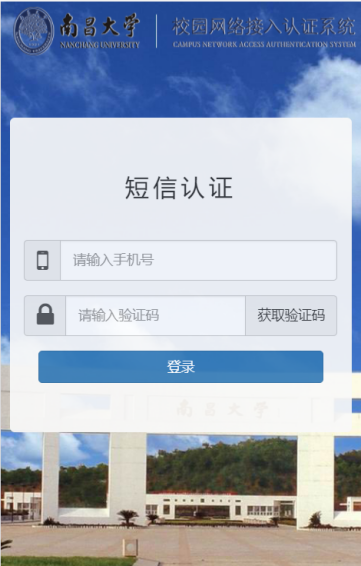 南昌大学
NANCHANG UNIVERSITY
校园网络接入认证系统
CAMPUS NETWORK ACCESS AUTHENTICATION SYSTEM
短信认证
请输入手机号
请输入验证码 获取验证码
登录
南昌大学